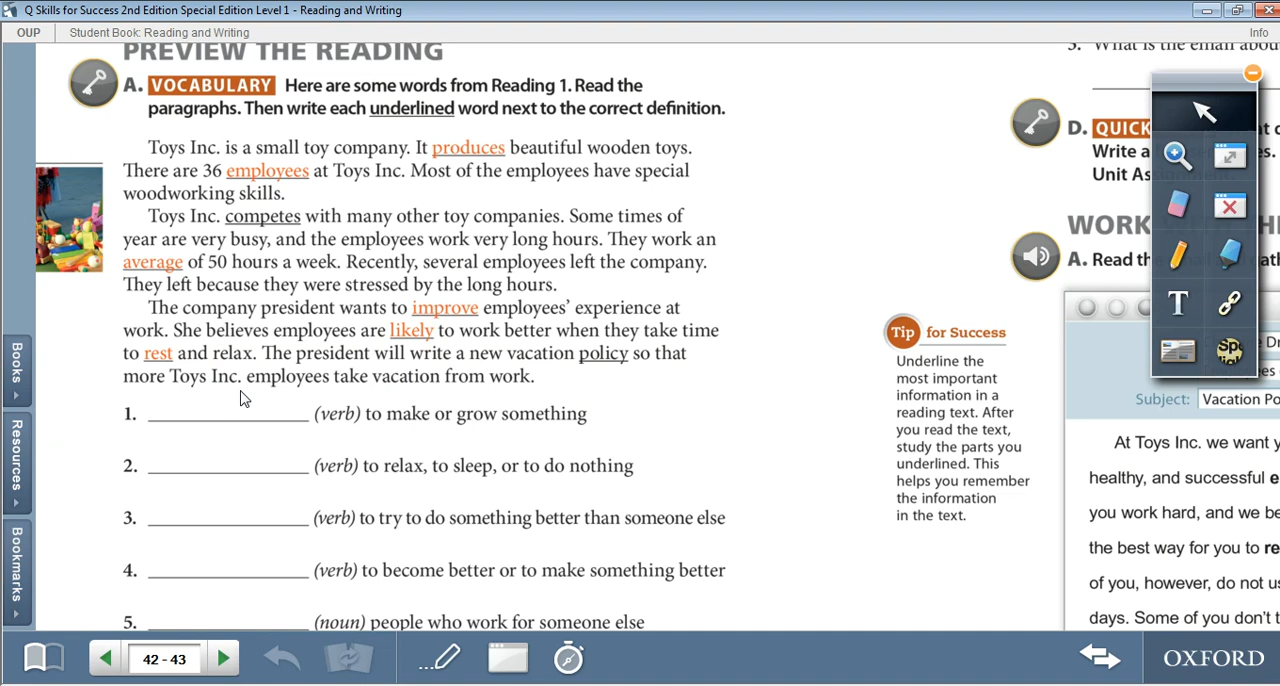 Q Skills for Success 2nd Edition Special Edition Level 1 - Reading and Writing
OUP
Student Book: Reading and Writing
Info
PREVIEW THE READING
A. VOCABULARY Here are some words from Reading 1. Read the
paragraphs. Then write each underlined word next to the correct definition.
Toys Inc. is a small toy company. It produces beautiful wooden toys.
There are 36 employees at Toys Inc. Most of the employees have special
woodworking skills.
Toys Inc. competes with many other toy companies. Some times of
year are very busy, and the employees work very long hours. They work an
average of 50 hours a week. Recently, several employees left the company.
They left because they were stressed by the long hours.
The company president wants to improve employees' experience at
work. She believes employees are likely to work better when they take time
to rest and relax. The president will write a new vacation policy so that
more Toys Inc. employees take vacation from work.
1. ______________ (verb) to make or grow something
2. ______________ (verb) to relax, to sleep, or to do nothing
3. ______________ (verb) to try to do something better than someone else
4. ______________ (verb) to become better or to make something better
5. ______________ (noun) people who work for someone else
Tip for Success
Underline the
most important
information in a
reading text. After
you read the text,
study the parts you
underlined. This
helps you remember
the information
in the text.
What is the email
D. QUICK
Write a
Unit Assignment.
WORK
A. Read the
T
Subject: Vacation
At Toys Inc. we want
healthy, and successful
you work hard, and we
the best way for you to
of you, however, do not
days. Some of you don't
Books
Resources
Bookmarks
42 - 43
OXFORD